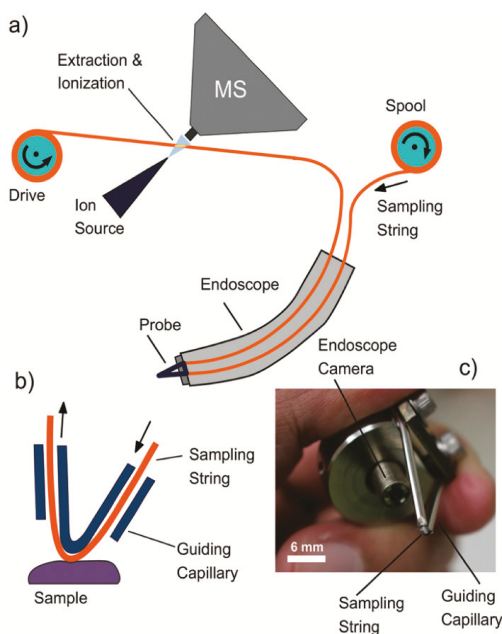 a)
Extraction &
Ionization
MS
Spool
Drive
Ion
Source
Sampling
String
Endoscope
Probe
Endoscope
Camera
b)
c)
Sampling
String
Guiding
Capillary
Sample
6 mm
Sampling
String
Guiding
Capillary